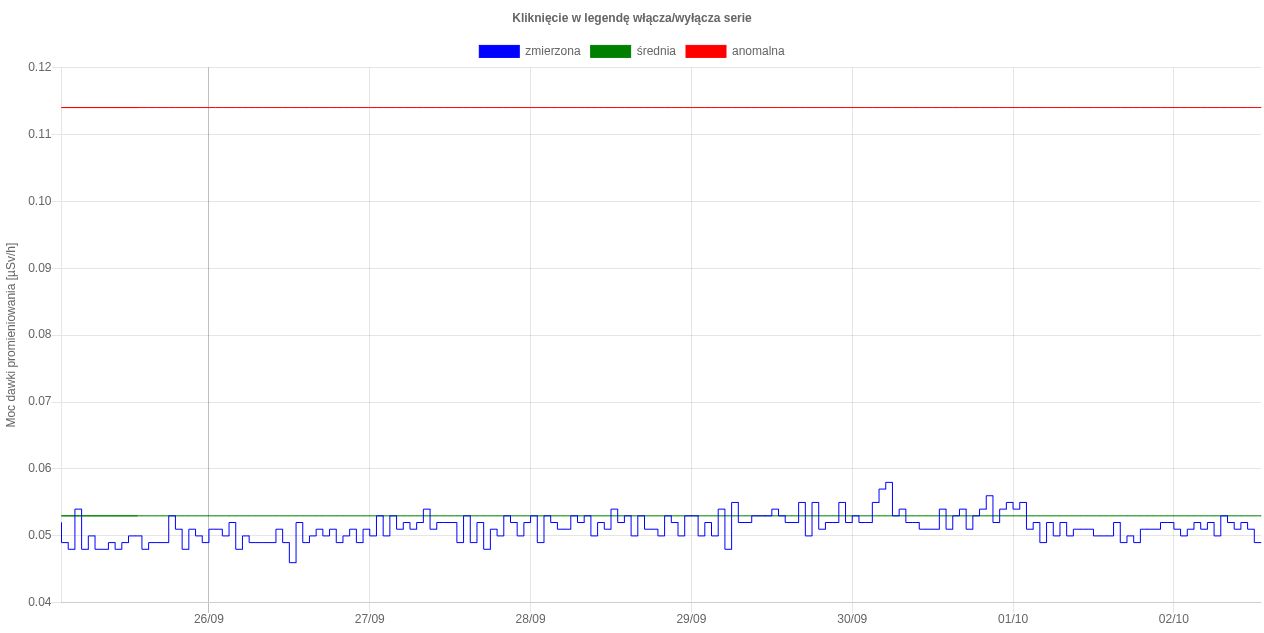 Kliknięcie w legendę włącza/wyłącza serie
zmierzona średnia anomalna
Moc dawki promieniowania [µSv/h]
0.12
0.11
0.10
0.09
0.08
0.07
0.06
0.05
0.04
26/09 27/09 28/09 29/09 30/09 01/10 02/10